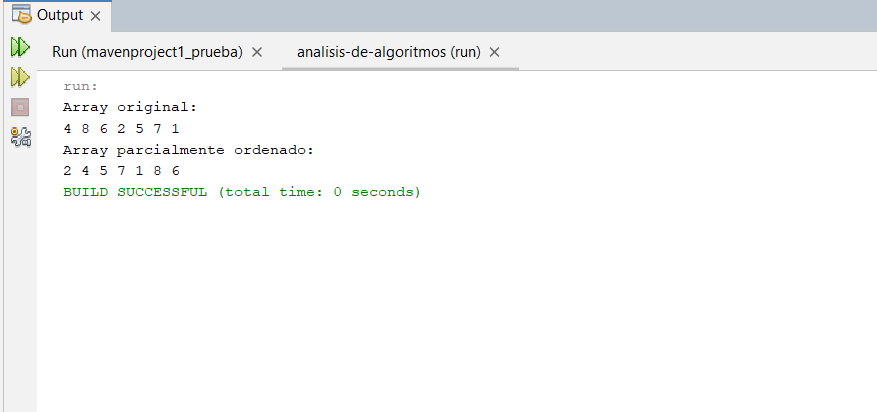 Output
Run (mavenproject1_prueba) analisis-de-algoritmos (run)
run:
Array original:
4 8 6 2 5 7 1
Array parcialmente ordenado:
2 4 5 7 1 8 6
BUILD SUCCESSFUL (total time: 0 seconds)